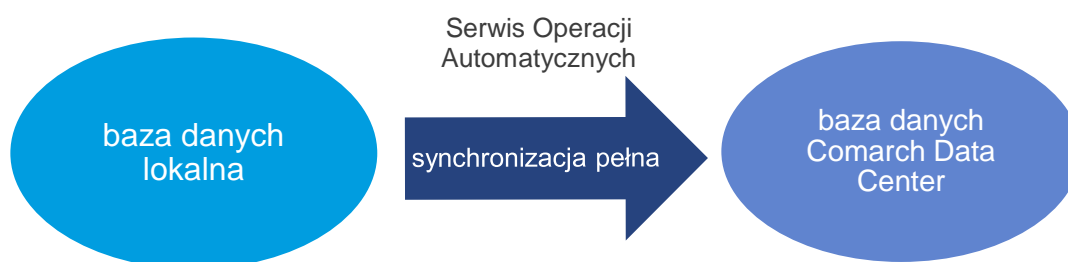 Serwis Operacji
Automatycznych
baza danych
lokalna
synchronizacja pełna
baza danych
Comarch Data
Center